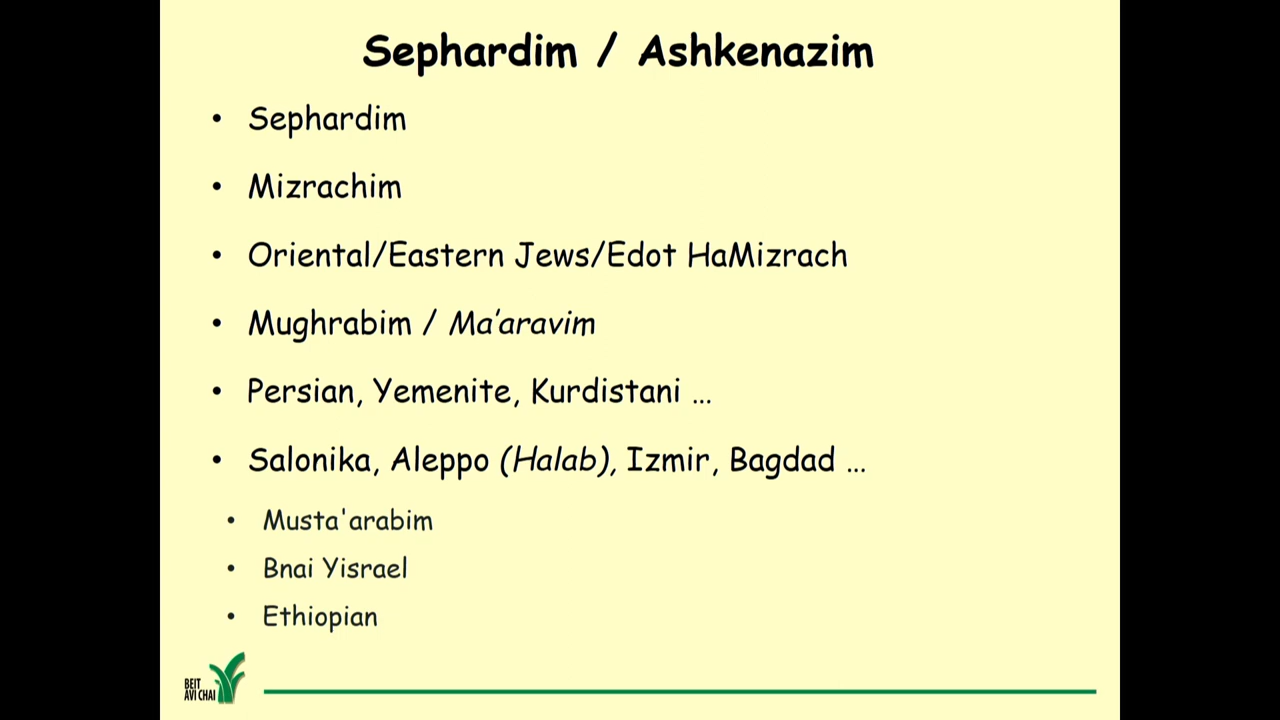 Sephardim / Ashkenazim
• Sephardim
• Mizrachim
• Oriental/Eastern Jews/Edot HaMizrach
• Mughrabim / Ma’aravim
• Persian, Yemenite, Kurdistani …
• Salonika, Aleppo (Halab), Izmir, Bagdad …
• Musta'arabim
• Bnai Yisrael
• Ethiopian
BEIT
AVI CHAI